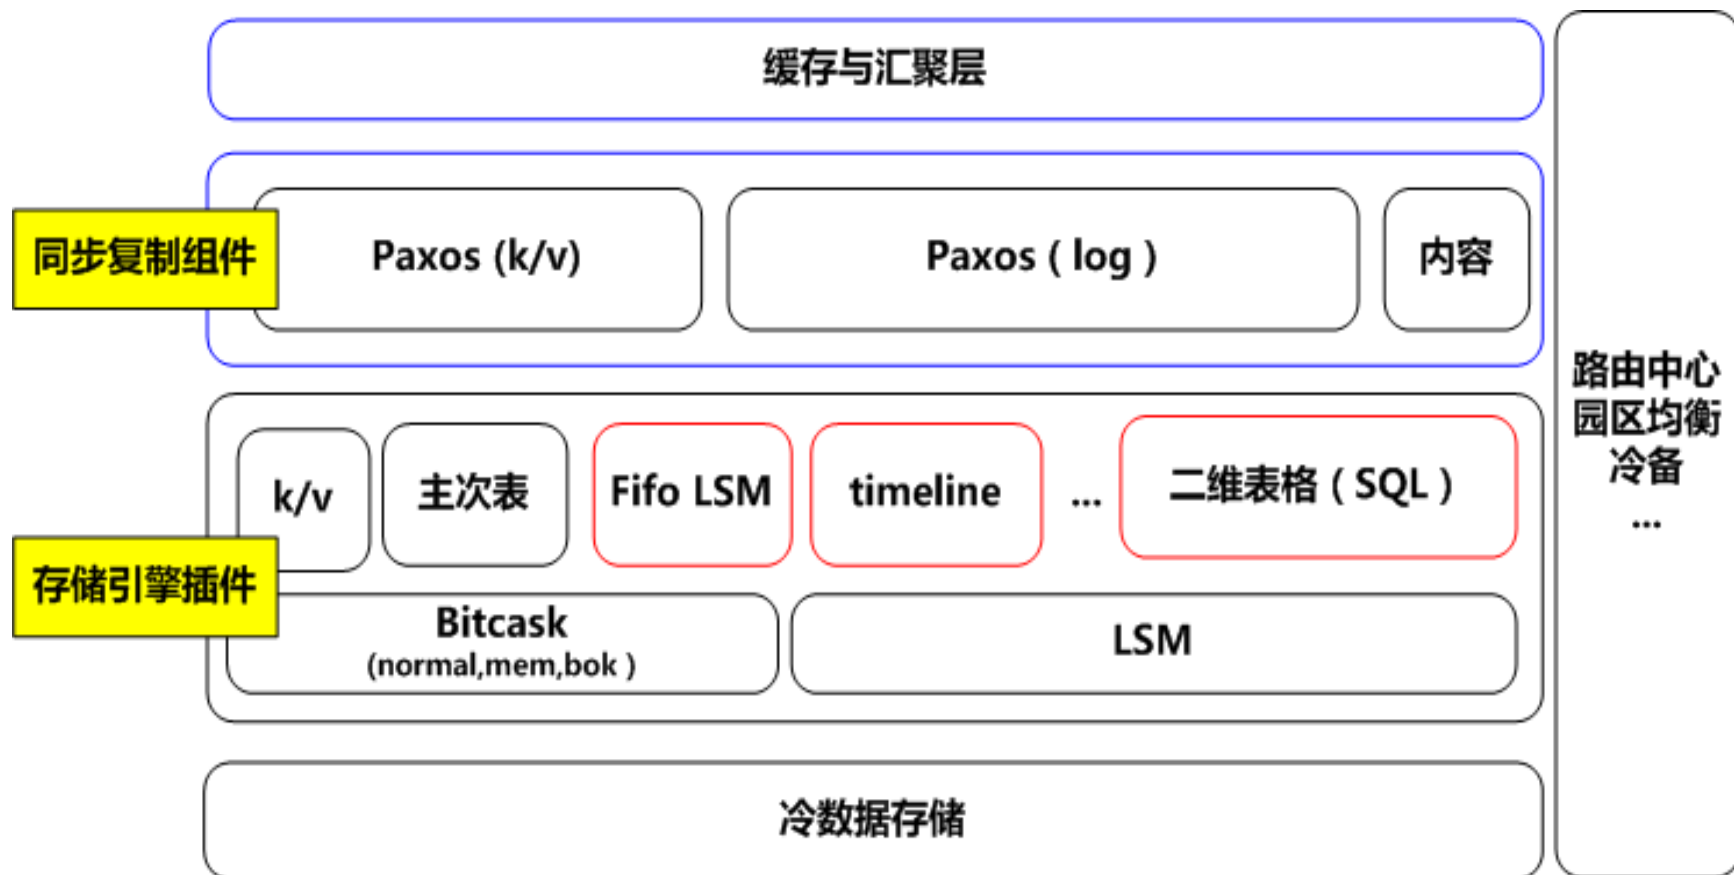 缓存与汇聚层
同步复制组件
Paxos (k/v)
Paxos ( log )
内容
k/v
主次表
Fifo LSM
timeline
...
二维表格 ( SQL )
存储引擎插件
Bitcask
(normal,mem,bok )
LSM
冷数据存储
路由中心
园区均衡
冷备
...